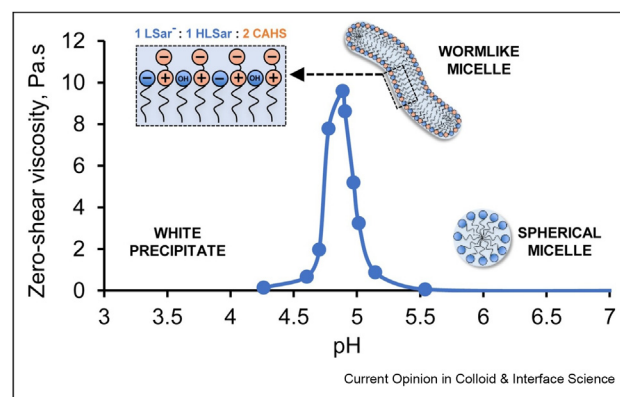 1 LSar⁻ : 1 HLSar : 2 CAHS
− + OH + − + OH +
− − − −
WORMLIKE
MICELLE
WHITE
PRECIPITATE
SPHERICAL
MICELLE
Zero-shear viscosity, Pa.s
12
10
8
6
4
2
0
3 3.5 4 4.5 5 5.5 6 6.5 7
pH
Current Opinion in Colloid & Interface Science